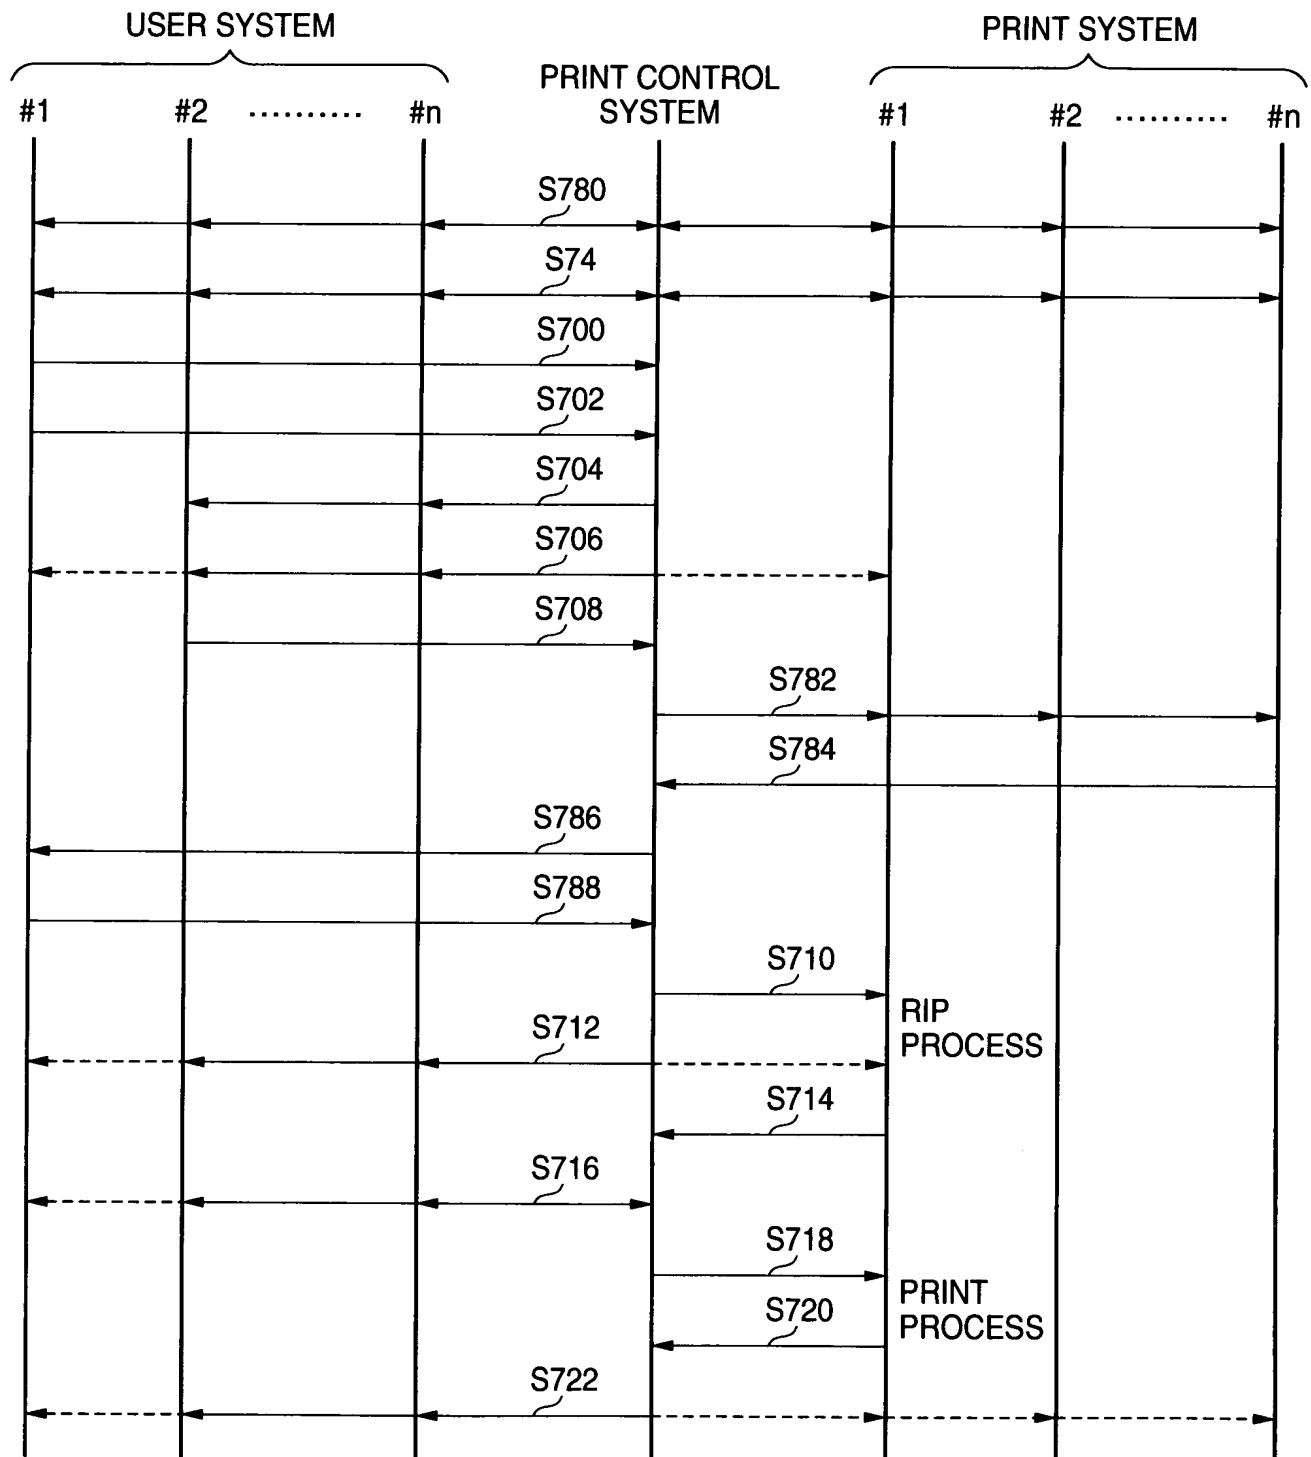 USER SYSTEM
PRINT SYSTEM
PRINT CONTROL
SYSTEM
#1 #2 .......... #n
#1 #2 .......... #n
S780
S74
S700
S702
S704
S706
S708
S782
S784
S786
S788
S710
RIP
PROCESS
S712
S714
S716
S718
PRINT
PROCESS
S720
S722